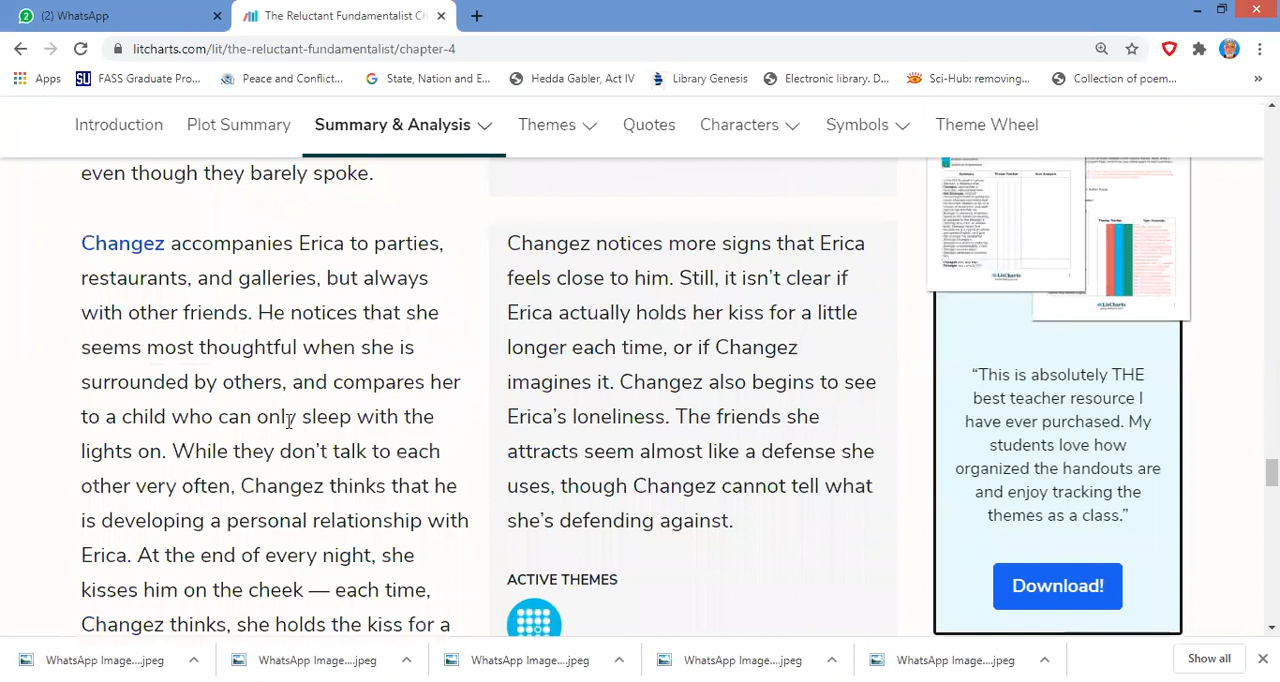 (2) WhatsApp
The Reluctant Fundamentalist Ch
litcharts.com/lit/the-reluctant-fundamentalist/chapter-4
Apps
FASS Graduate Pro...
Peace and Conflict...
State, Nation and E...
Hedda Gabler, Act IV
Library Genesis
Electronic library. D...
Sci-Hub: removing...
Collection of poem...
»
Introduction
Plot Summary
Summary & Analysis
Themes
Quotes
Characters
Symbols
Theme Wheel
even though they rarely spoke.
Changez accompanies Erica to parties,
restaurants, and galleries, but always
with other friends. He notices that she
seems most thoughtful when she is
surrounded by others, and compares her
to a child who can only sleep with the
lights on. While they don’t talk to each
other very often, Changez thinks that he
is developing a personal relationship with
Erica. At the end of every night, she
kisses him on the cheek — each time,
Changez thinks, she holds the kiss for a
Changez notices more signs that Erica
feels close to him. Still, it isn’t clear if
Erica actually holds her kiss for a little
longer each time, or if Changez
imagines it. Changez also begins to see
Erica’s loneliness. The friends she
attracts seem almost like a defense she
uses, though Changez cannot tell what
she’s defending against.
ACTIVE THEMES
LitCharts
LitCharts
“This is absolutely THE
best teacher resource I
have ever purchased. My
students love how
organized the handouts are
and enjoy tracking the
themes as a class.”
Download!
WhatsApp Image....jpeg
WhatsApp Image....jpeg
WhatsApp Image....jpeg
WhatsApp Image....jpeg
WhatsApp Image....jpeg
Show all